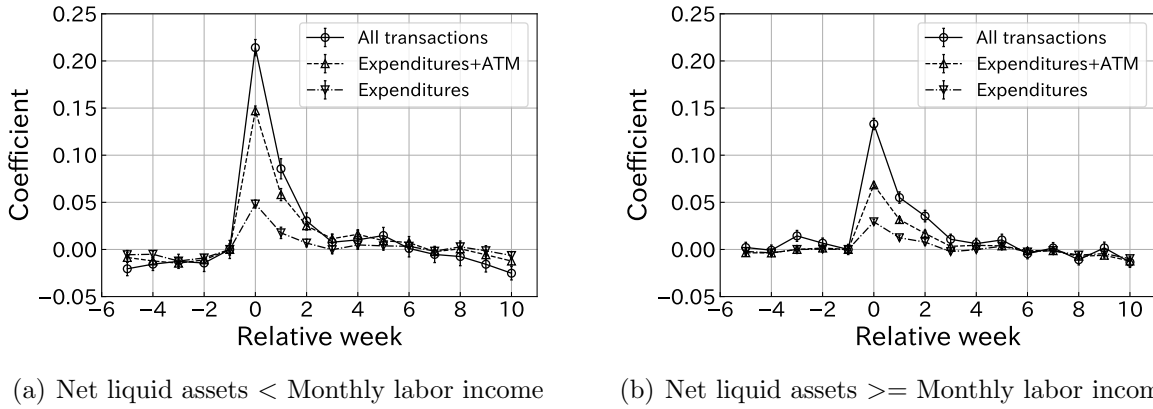 0.25
0.20
0.15
0.10
0.05
0.00
−0.05
Coefficient
−6 −4 −2 0 2 4 6 8 10
Relative week
All transactions
Expenditures+ATM
Expenditures
(a) Net liquid assets < Monthly labor income
0.25
0.20
0.15
0.10
0.05
0.00
−0.05
Coefficient
−6 −4 −2 0 2 4 6 8 10
Relative week
All transactions
Expenditures+ATM
Expenditures
(b) Net liquid assets >= Monthly labor incom